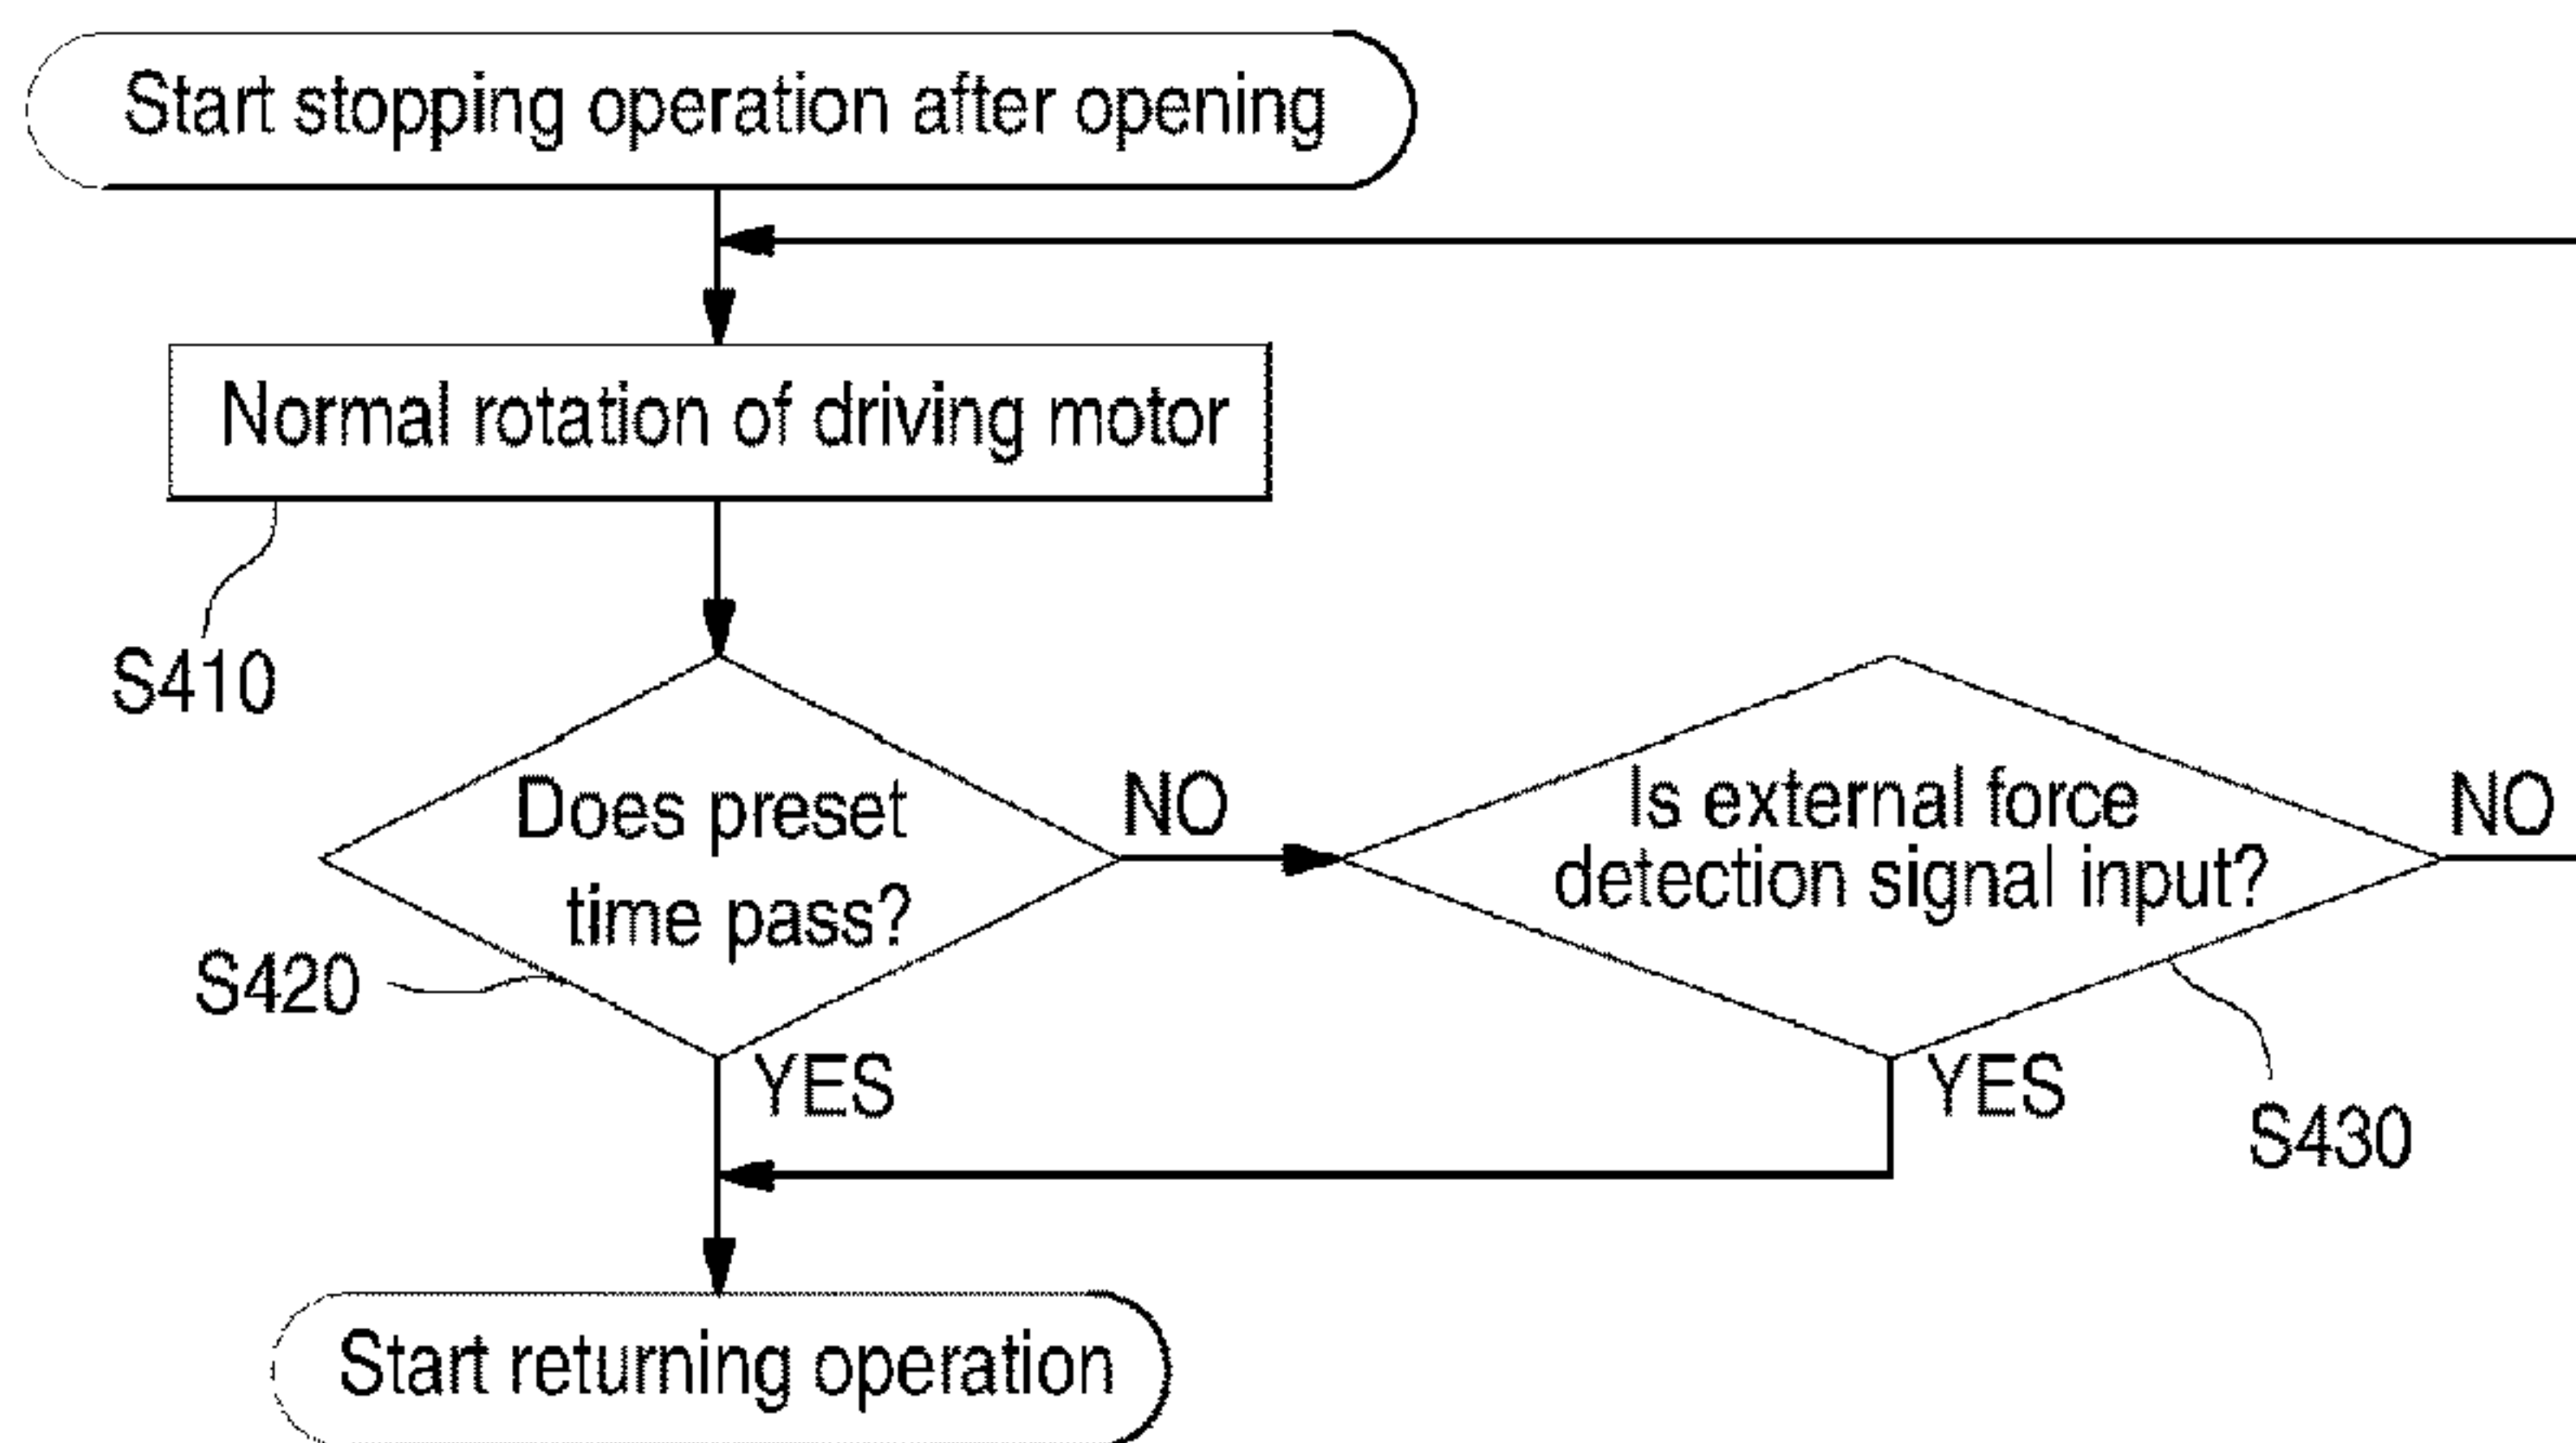 Start stopping operation after opening
Normal rotation of driving motor
S410
Does preset
time pass?
NO
Is external force
detection signal input?
NO
S420
YES
YES
S430
Start returning operation